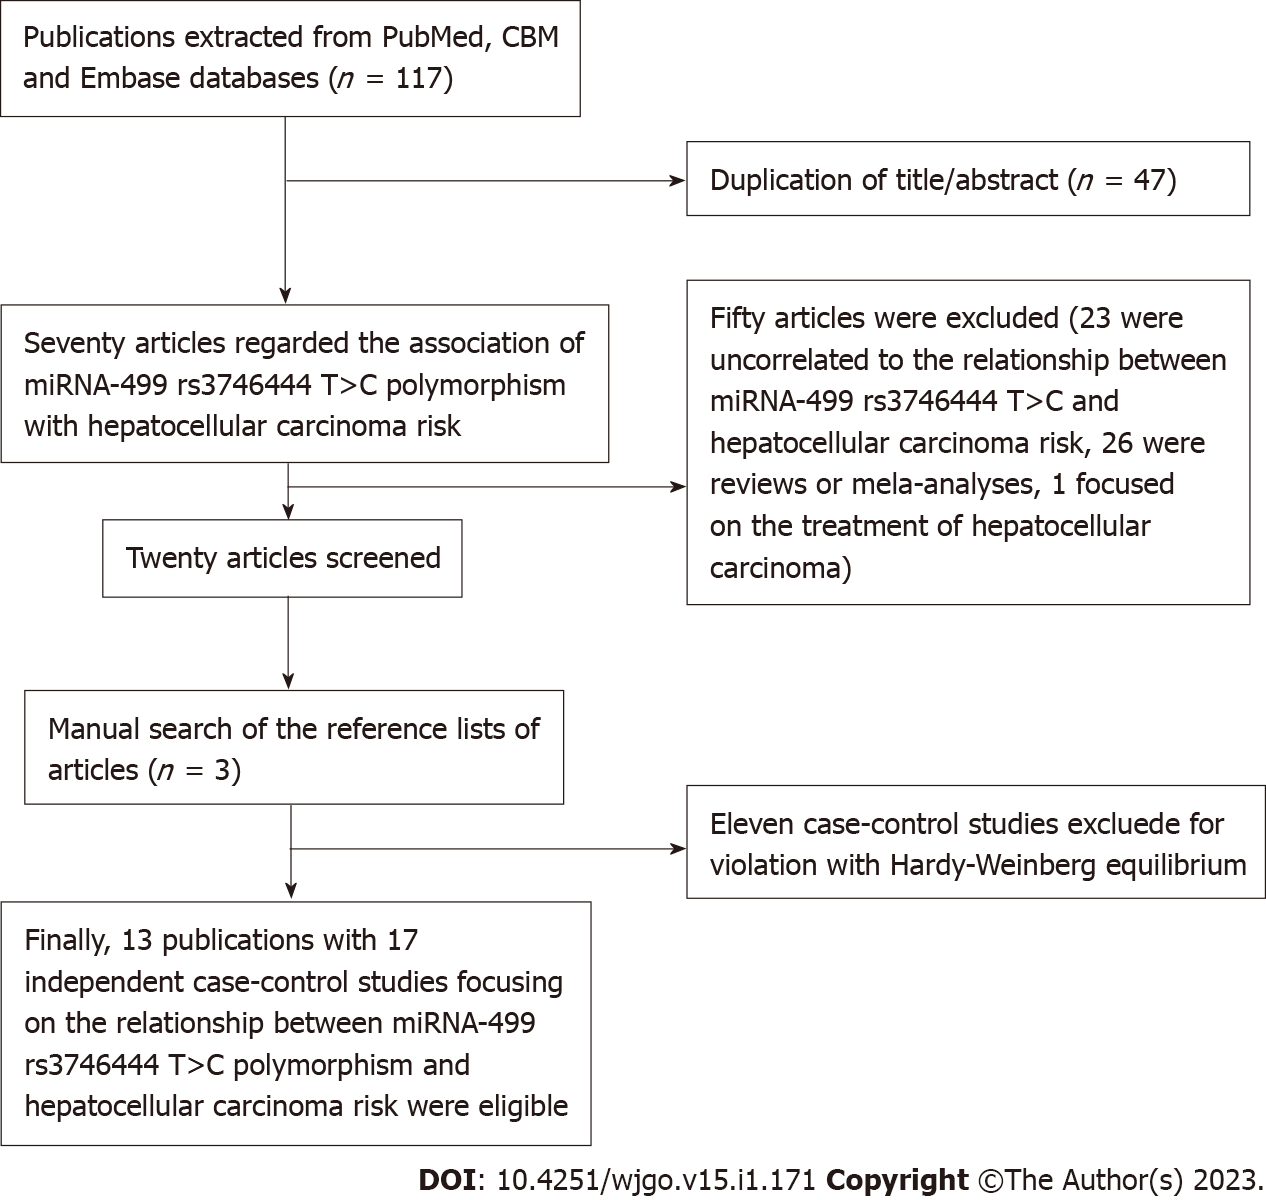 Publications extracted from PubMed, CBM
and Embase databases (n = 117)
Duplication of title/abstract (n = 47)
Seventy articles regarded the association of
miRNA-499 rs3746444 T>C polymorphism
with hepatocellular carcinoma risk
Fifty articles were excluded (23 were
uncorrelated to the relationship between
miRNA-499 rs3746444 T>C and
hepatocellular carcinoma risk, 26 were
reviews or mela-analyses, 1 focused
on the treatment of hepatocellular
carcinoma)
Twenty articles screened
Manual search of the reference lists of
articles (n = 3)
Eleven case-control studies excluede for
violation with Hardy-Weinberg equilibrium
Finally, 13 publications with 17
independent case-control studies focusing
on the relationship between miRNA-499
rs3746444 T>C polymorphism and
hepatocellular carcinoma risk were eligible
DOI: 10.4251/wjgo.v15.i1.171 Copyright ©The Author(s) 2023.